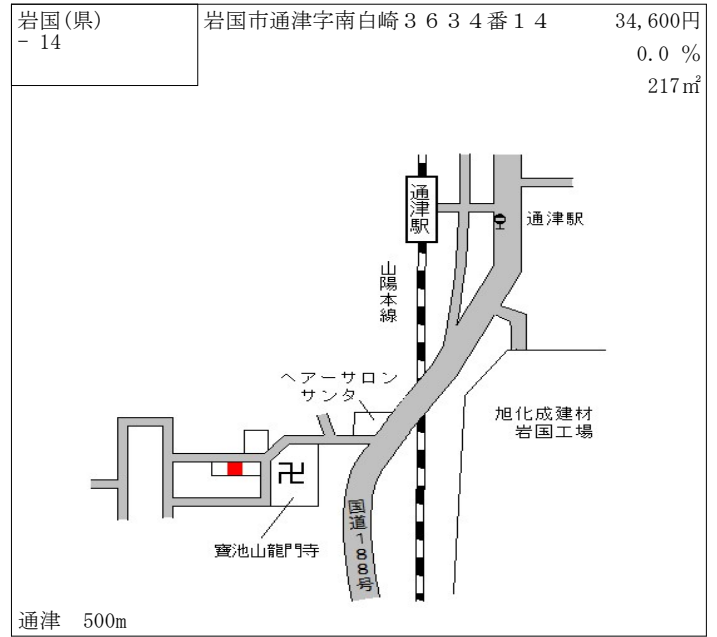 岩国(県)
- 14
岩国市通津字南白崎３６３４番１４
34,600円
0.0 %
217㎡
通津駅
通津駅
山陽本線
ヘアーサロン
サンタ
旭化成建材
岩国工場
卍
寶池山龍門寺
国道188号
通津 500m